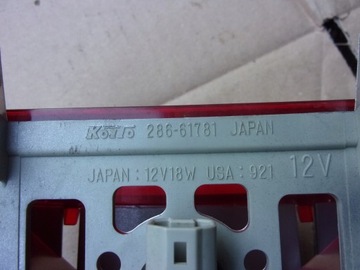 KOITO 286-61781 JAPAN
JAPAN : 12V18W USA : 921 12V